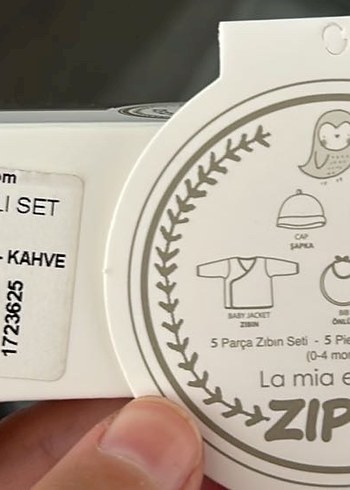 om
LI SET
- KAHVE
1723625
CAP
ŞAPKA
BABY JACKET
ZIBIN
BIB
ÖNLÜ
5 Parça Zıbın Seti - 5 Pie
(0-4 mon
La mia e
ZIP